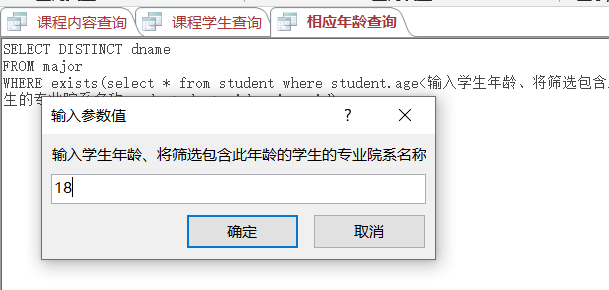 课程内容查询 课程学生查询 相应年龄查询
SELECT DISTINCT dname
FROM major
WHERE exists(select * from student where student.age<输入学生年龄、将筛选包含
生的专业院系名称
输入参数值
输入学生年龄、将筛选包含此年龄的学生的专业院系名称
18
确定 取消